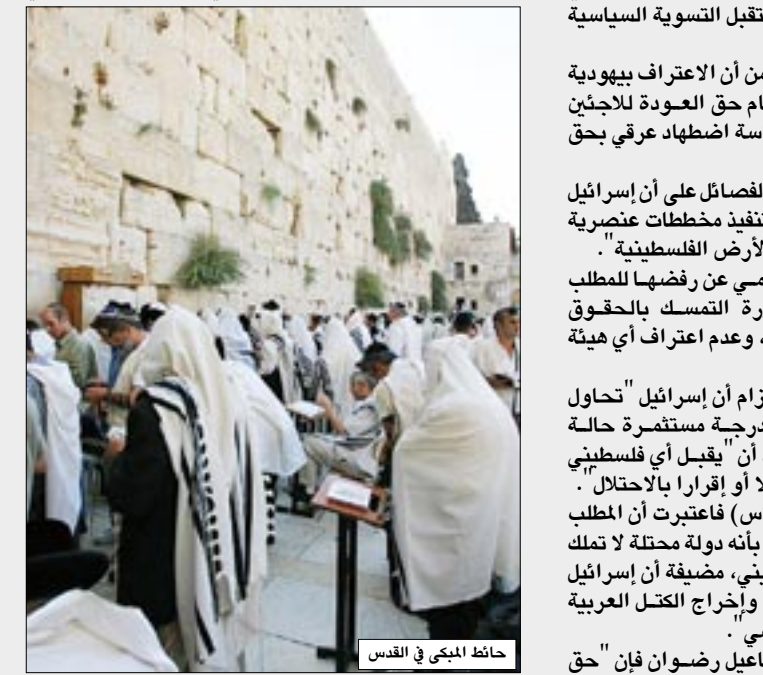 تقبل التسوية السياسية
من أن الاعتراف بيهودية
ام حق العودة للاجئين
سة اضطهاد عرقي بحق
لفصائل على أن إسرائيل
تنفيذ مخططات عنصرية
لأرض الفلسطينية".
مي عن رفضها للمطلب
رة التمسك بالحقوق
، وعدم اعتراف أي هيئة
زام أن إسرائيل "تحاول
درجة مستثمرة حالة
أن "يقبل أي فلسطيني
لا أو إقرارا بالاحتلال".
س) فاعتبرت أن المطلب
بأنه دولة محتلة لا تملك
يني، مضيفة أن إسرائيل
وإخراج الكتل العربية
ي".
اعيل رضوان فإن "حق
حائط المبكى في القدس